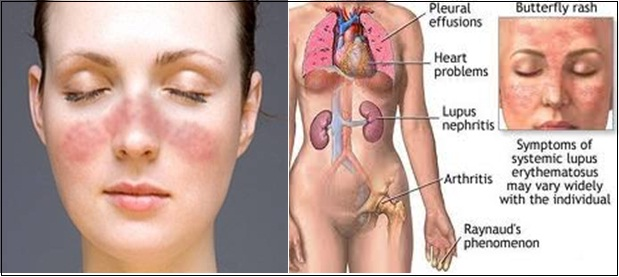 Pleural
effusions
Butterfly rash
Heart
problems
Lupus
nephritis
Arthritis
Raynaud's
phenomenon
Symptoms of
systemic lupus
erythematosus
may vary widely
with the individual